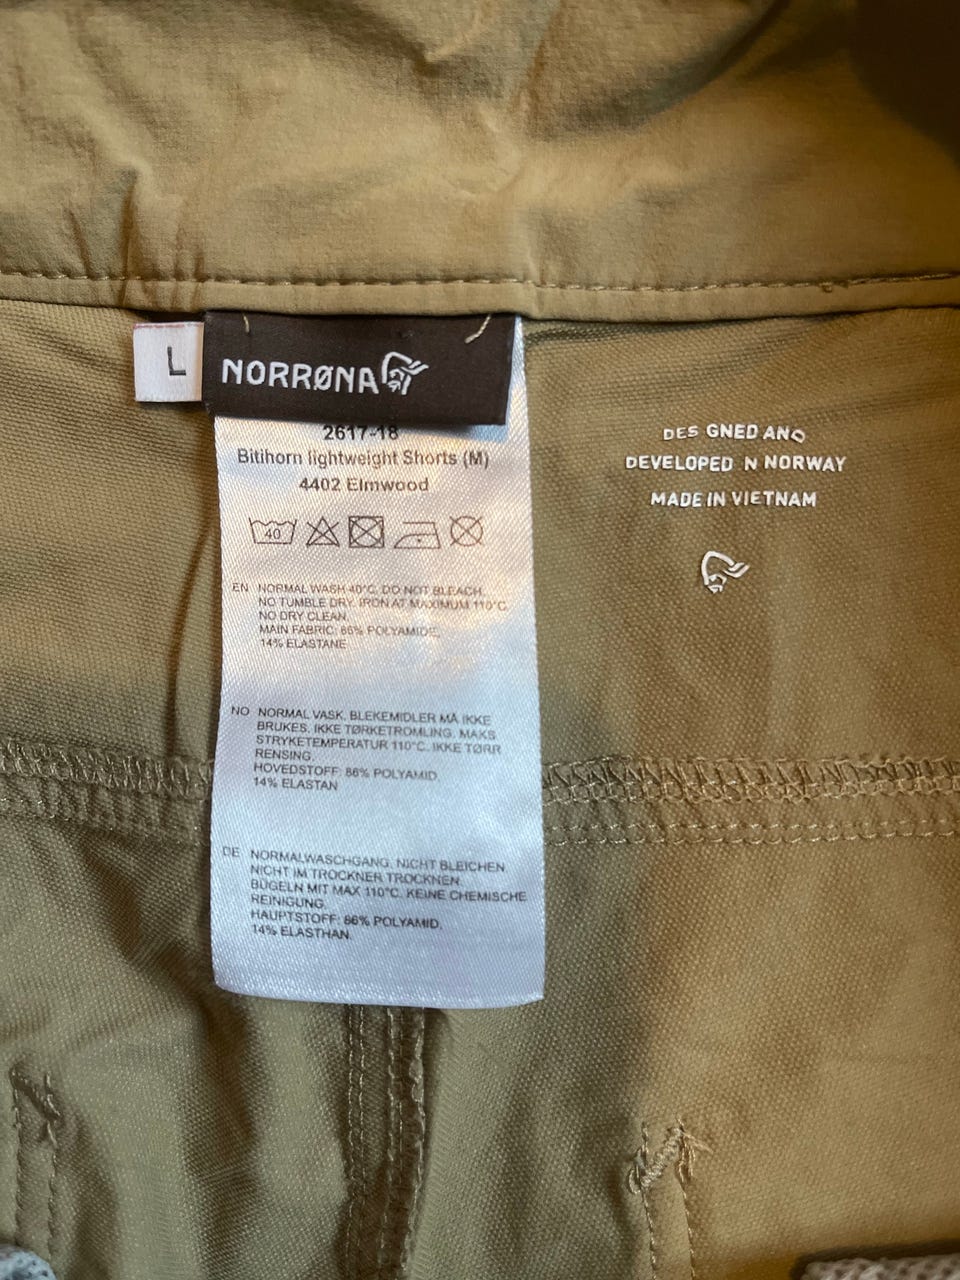 L
NORRØNA
2617-18
Bitihorn lightweight Shorts (M)
4402 Elmwood
40
EN NORMAL WASH 40°C. DO NOT BLEACH.
NO TUMBLE DRY. IRON AT MAXIMUM 110°C.
NO DRY CLEAN.
MAIN FABRIC: 86% POLYAMIDE,
14% ELASTANE
NO NORMAL VASK. BLEKEMIDLER MÅ IKKE
BRUKES. IKKE TØRKETROMLING. MAKS
STRYKETEMPERATUR 110°C. IKKE TØRR
RENSING.
HOVEDSTOFF: 86% POLYAMID,
14% ELASTAN
DE NORMALWASCHGANG. NICHT BLEICHEN
NICHT IM TROCKNER TROCKNEN.
BÜGELN MIT MAX 110°C. KEINE CHEMISCHE
REINIGUNG.
HAUPTSTOFF: 86% POLYAMID,
14% ELASTHAN.
DES GNED AND
DEVELOPED N NORWAY
MADE IN VIETNAM